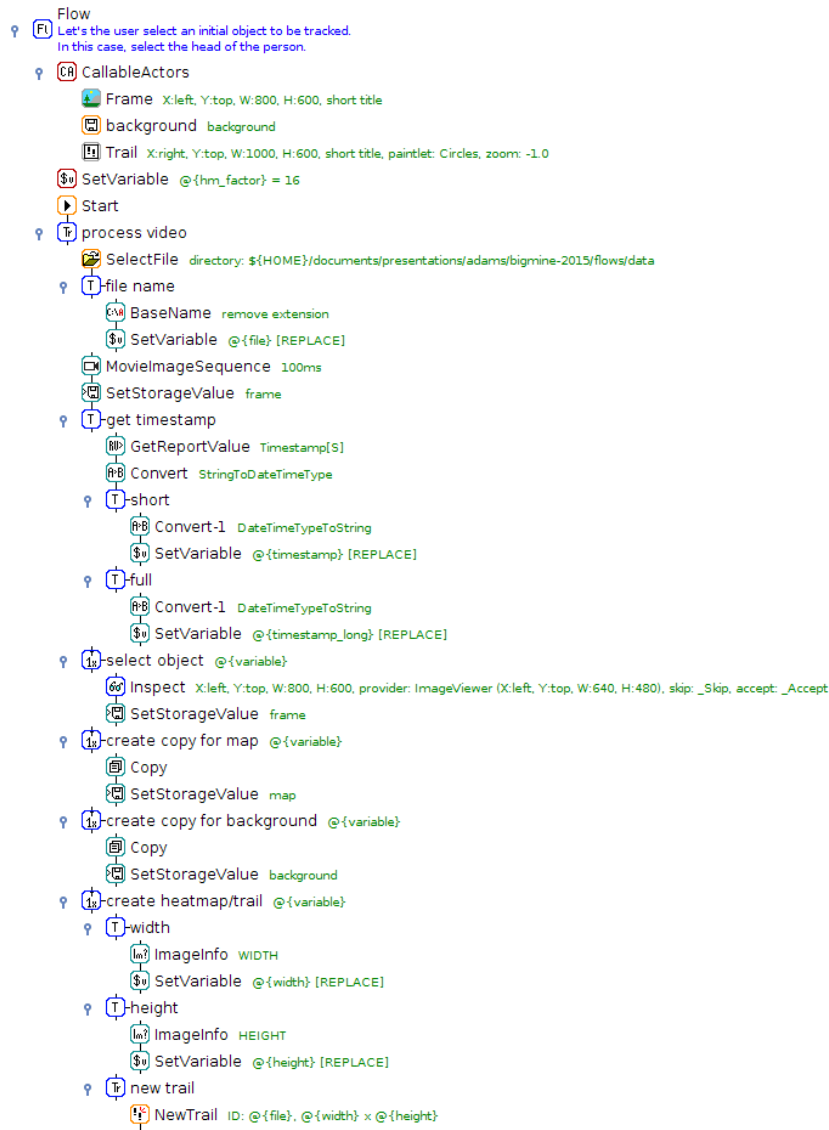 Flow
Let's the user select an initial object to be tracked.
In this case, select the head of the person.
CallableActors
Frame X:left, Y:top, W:800, H:600, short title
background background
Trail X:right, Y:top, W:1000, H:600, short title, paintlet: Circles, zoom: -1.0
SetVariable @{hm_factor} = 16
Start
process video
SelectFile directory: ${HOME}/documents/presentations/adams/bigmine-2015/flows/data
file name
BaseName remove extension
SetVariable @{file} [REPLACE]
MovieImageSequence 100ms
SetStorageValue frame
get timestamp
GetReportValue Timestamp[S]
Convert StringToDateTimeType
short
Convert-1 DateTimeTypeToString
SetVariable @{timestamp} [REPLACE]
full
Convert-1 DateTimeTypeToString
SetVariable @{timestamp_long} [REPLACE]
select object @{variable}
Inspect X:left, Y:top, W:800, H:600, provider: ImageViewer (X:left, Y:top, W:640, H:480), skip: _Skip, accept: _Accept
SetStorageValue frame
create copy for map @{variable}
Copy
SetStorageValue map
create copy for background @{variable}
Copy
SetStorageValue background
create heatmap/trail @{variable}
width
ImageInfo WIDTH
SetVariable @{width} [REPLACE]
height
ImageInfo HEIGHT
SetVariable @{height} [REPLACE]
new trail
NewTrail ID: @{file}, @{width} x @{height}